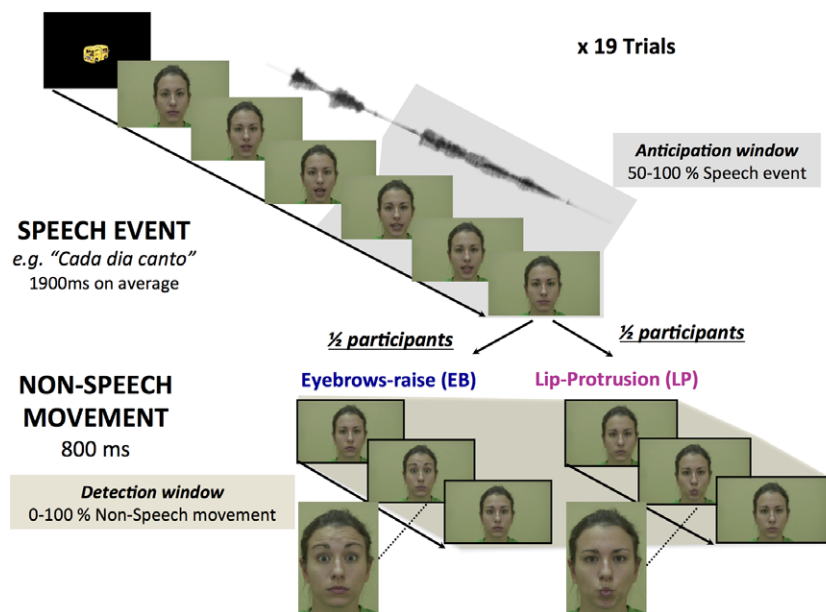 x 19 Trials
Anticipation window
50-100 % Speech event
SPEECH EVENT
e.g. “Cada dia canto”
1900ms on average
½ participants
½ participants
Eyebrows-raise (EB)
Lip-Protrusion (LP)
NON-SPEECH
MOVEMENT
800 ms
Detection window
0-100 % Non-Speech movement